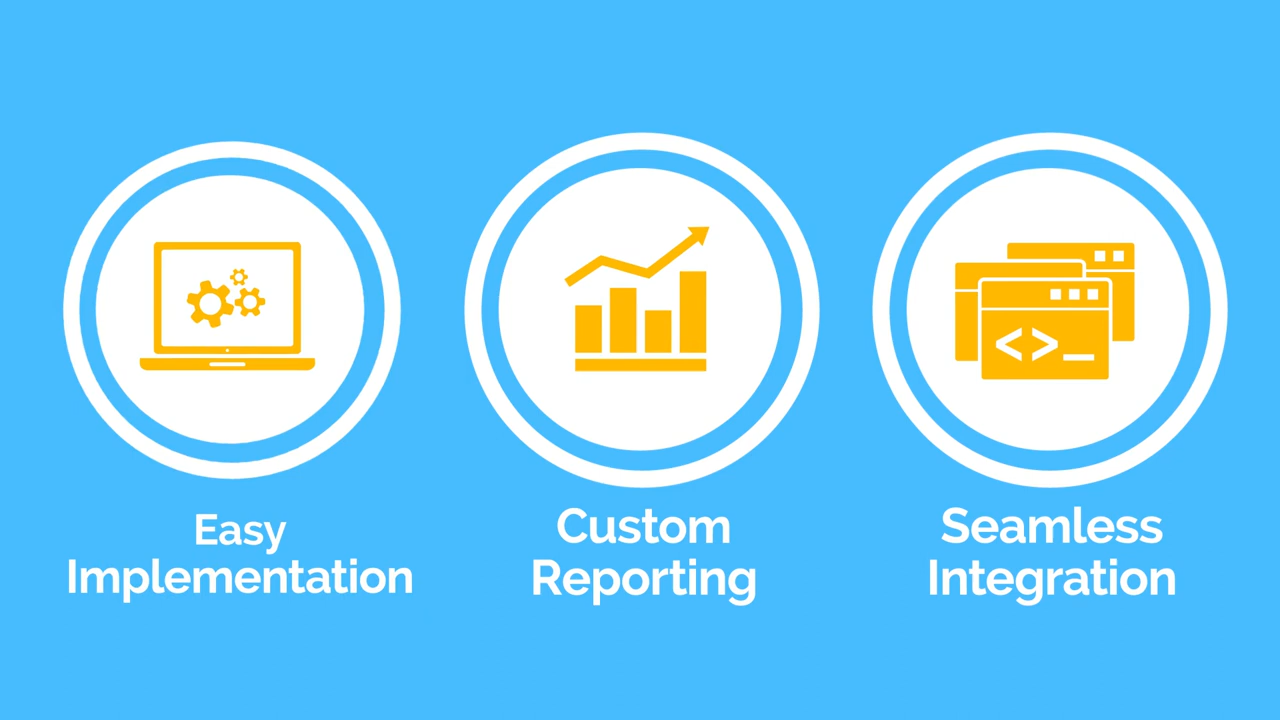 Easy
Implementation
Custom
Reporting
Seamless
Integration
<>_